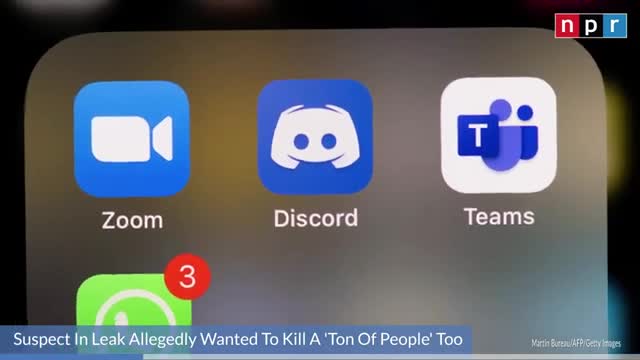 npr
T
Zoom
Discord
Teams
3
Suspect In Leak Allegedly Wanted To Kill A 'Ton Of People' Too
Martin Bureau/AFP/Getty Images